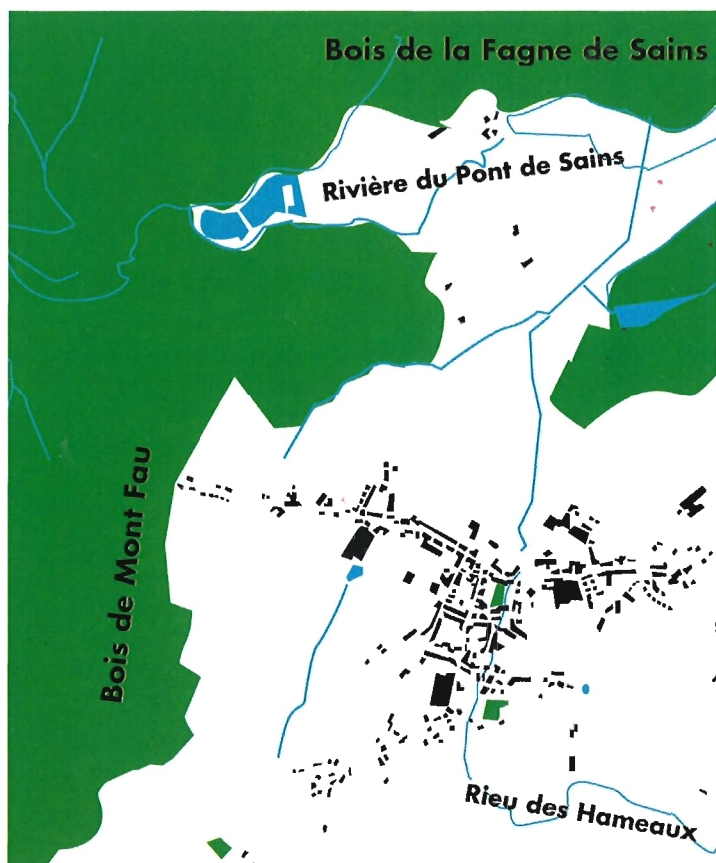 Bois de la Fagne de Sains
Rivière du Pont de Sains
Bois de Mont Fau
Rieu des Hameaux